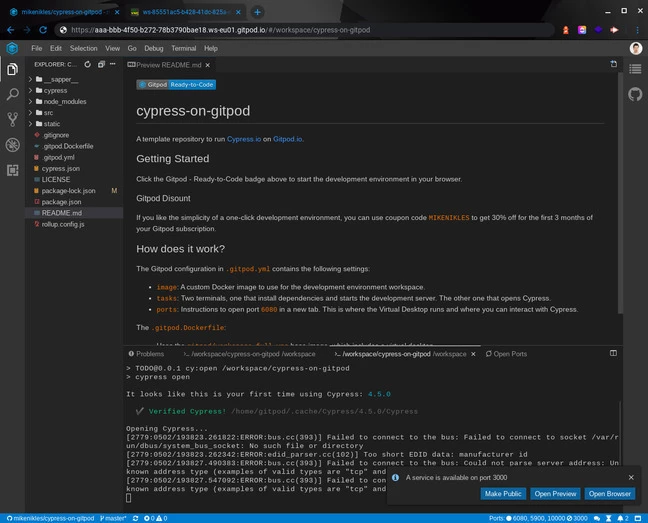 mikenikles/cypress-on-gitpod
ws-85551ac5-b428-41dc-825a-
https://aaa-bbb-4f50-b272-78b3790bae18.ws-eu01.gitpod.io/#/workspace/cypress-on-gitpod
File Edit Selection View Go Debug Terminal Help
EXPLORER: C...
Preview README.md
__sapper__
cypress
node_modules
src
static
.gitignore
.gitpod.Dockerfile
.gitpod.yml
cypress.json
LICENSE
package-lock.json M
package.json
README.md
rollup.config.js
Gitpod Ready-to-Code
cypress-on-gitpod
A template repository to run Cypress.io on Gitpod.io.
Getting Started
Click the Gitpod - Ready-to-Code badge above to start the development environment in your browser.
Gitpod Disount
If you like the simplicity of a one-click development environment, you can use coupon code MIKENIKLES to get 30% off for the first 3 months
of your Gitpod subscription.
How does it work?
The Gitpod configuration in .gitpod.yml contains the following settings:
• image: A custom Docker image to use for the development environment workspace.
• tasks: Two terminals, one that install dependencies and starts the development server. The other one that opens Cypress.
• ports: Instructions to open port 6080 in a new tab. This is where the Virtual Desktop runs and where you can interact with Cypress.
The .gitpod.Dockerfile:
Problems >_ /workspace/cypress-on-gitpod /workspace >_ /workspace/cypress-on-gitpod /workspace Open Ports
> TODO@0.0.1 cy:open /workspace/cypress-on-gitpod
> cypress open
It looks like this is your first time using Cypress: 4.5.0
✔ Verified Cypress! /home/gitpod/.cache/Cypress/4.5.0/Cypress
Opening Cypress...
[2779:0502/193823.261822:ERROR:bus.cc(393)] Failed to connect to the bus: Failed to connect to socket /var/r
un/dbus/system_bus_socket: No such file or directory
[2779:0502/193823.262342:ERROR:edid_parser.cc(102)] Too short EDID data: manufacturer id
[2779:0502/193827.490383:ERROR:bus.cc(393)] Failed to connect to the bus: Could not parse server address: Un
known address type (examples of valid types are "tcp" and
[2779:0502/193827.547092:ERROR:bus.cc(393)] Failed to co
known address type (examples of valid types are "tcp" and
A service is available on port 3000
Make Public Open Preview Open Browser
mikenikles/cypress-on-gitpod master* 0 0 Ports: 6080, 5900, 10000 3000 2